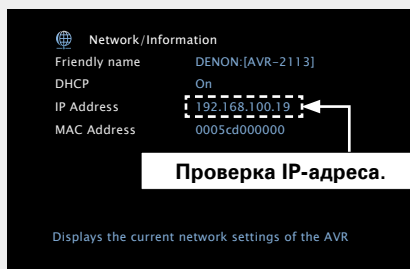 Network/Information
Friendly name DENON:[AVR-2113]
DHCP On
IP Address 192.168.100.19
MAC Address 0005cd000000
Проверка IP-адреса.
Displays the current network settings of the AVR